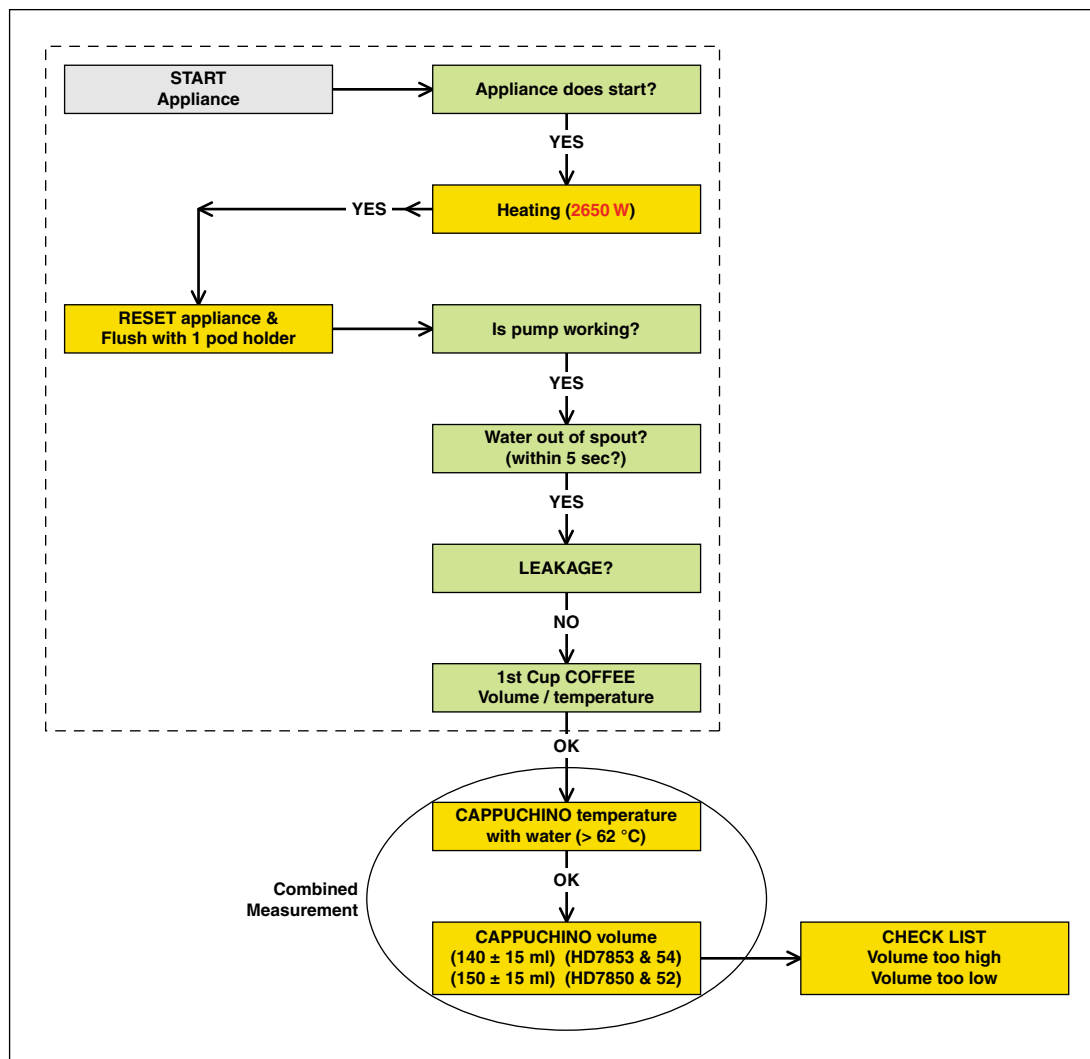 START
Appliance
Appliance does start?
YES
Heating (2650 W)
YES
RESET appliance &
Flush with 1 pod holder
Is pump working?
YES
Water out of spout?
(within 5 sec?)
YES
LEAKAGE?
NO
1st Cup COFFEE
Volume / temperature
OK
CAPPUCHINO temperature
with water (> 62 °C)
OK
Combined
Measurement
CAPPUCHINO volume
(140 ± 15 ml) (HD7853 & 54)
(150 ± 15 ml) (HD7850 & 52)
CHECK LIST
Volume too high
Volume too low